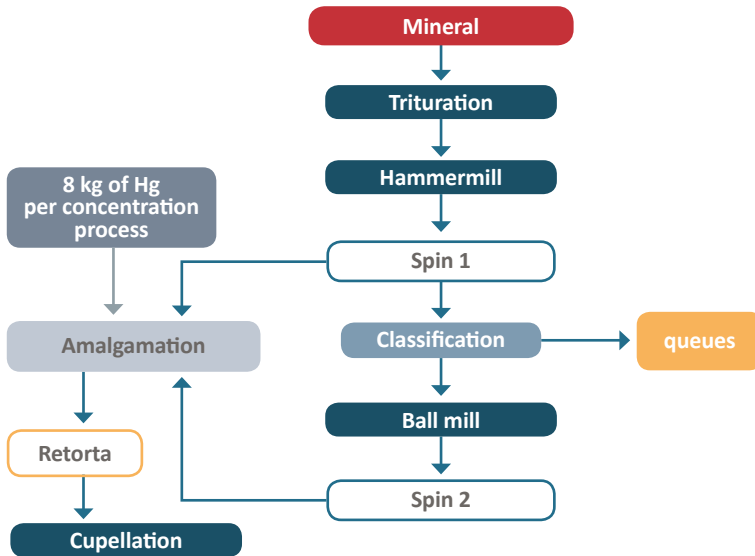 Mineral
Trituration
Hammermill
8 kg of Hg
per concentration
process
Spin 1
Amalgamation
Classification
queues
Ball mill
Retorta
Spin 2
Cupellation